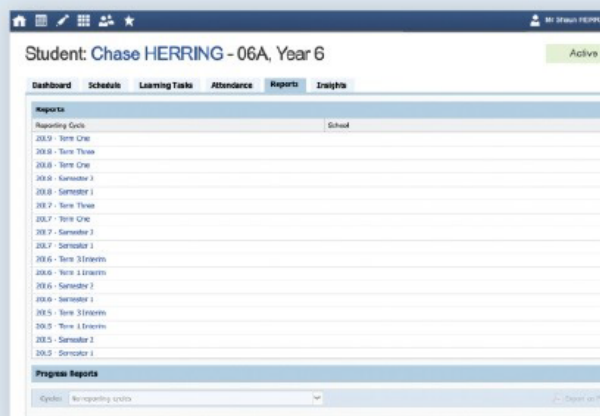 Mr Shaun
Student: Chase HERRING - 06A, Year 6
Active
Dashboard Schedule Learning Tasks Attendance Reports Insights
Reports
Reporting Cycle School
2019 - Term One
2018 - Term Three
2018 - Term One
2018 - Semester 2
2018 - Semester 1
2017 - Term Three
2017 - Term One
2017 - Semester 2
2017 - Semester 1
2016 - Term 3 Interim
2016 - Term 1 Interim
2016 - Semester 2
2016 - Semester 1
2015 - Term 3 Interim
2015 - Term 1 Interim
2015 - Semester 2
2015 - Semester 1
Progress Reports
Cycles: No reporting cycles